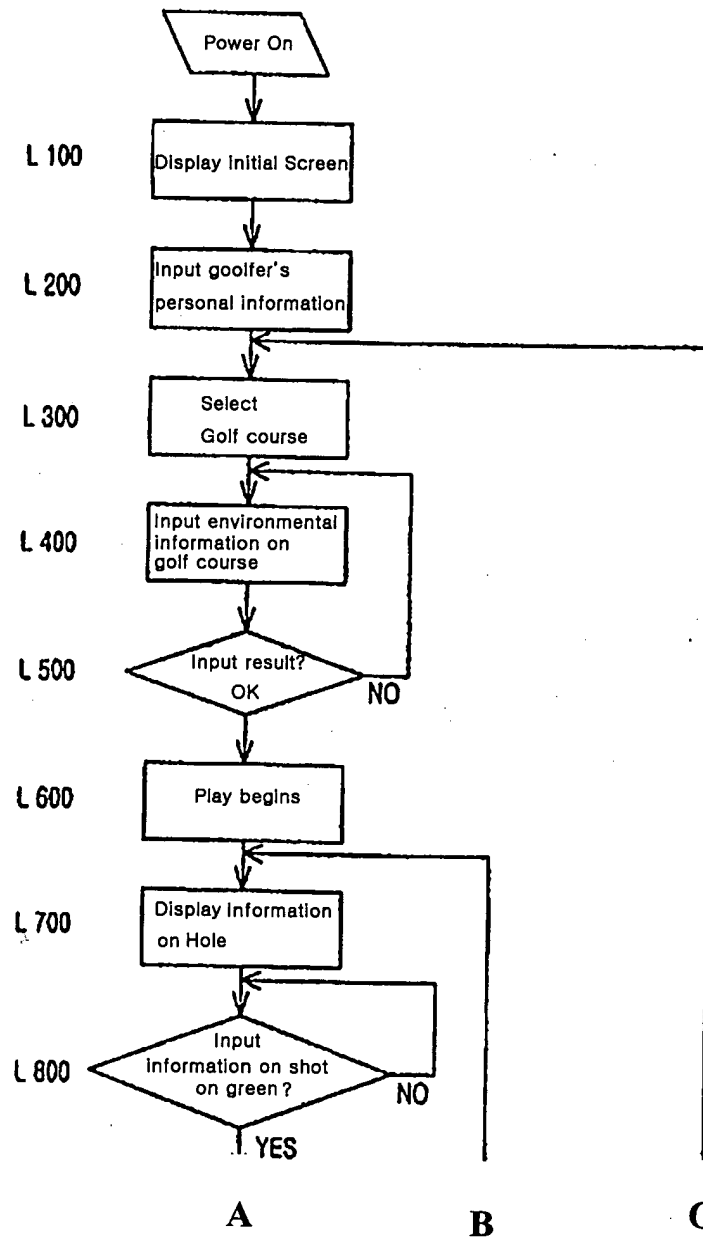 Power On
L 100
Display Initial Screen
L 200
Input goolfer's
personal information
L 300
Select
Golf course
L 400
Input environmental
information on
golf course
L 500
Input result?
OK
NO
L 600
Play begins
L 700
Display Information
on Hole
L 800
Input
information on shot
on green ?
NO
YES
A
B
C